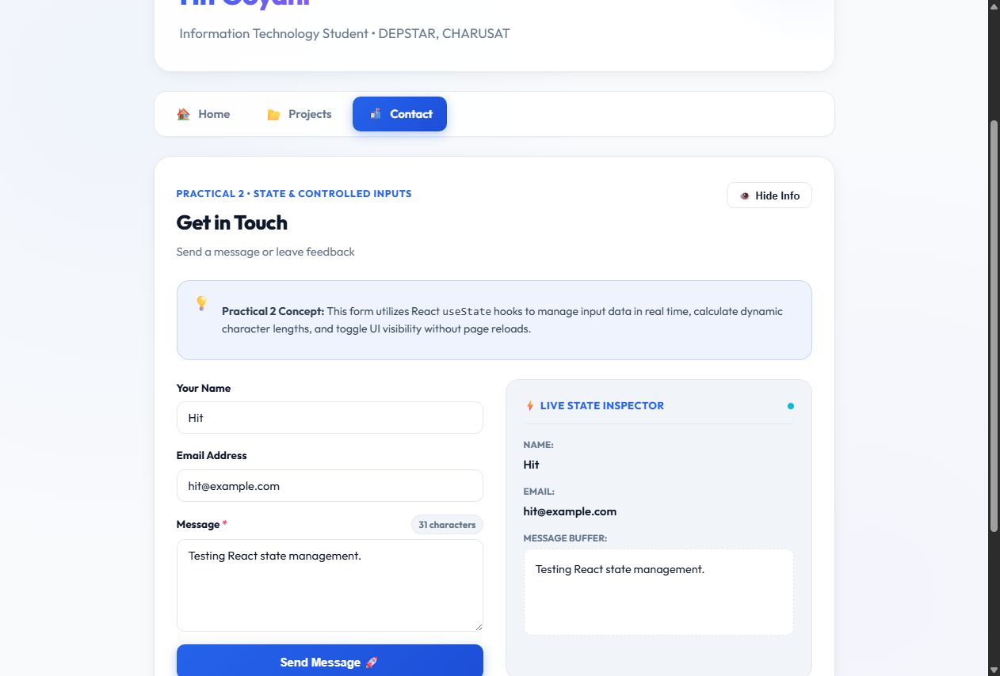 Information Technology Student • DEPSTAR, CHARUSAT
Home
Projects
Contact
PRACTICAL 2 • STATE & CONTROLLED INPUTS
Hide Info
Get in Touch
Send a message or leave feedback
Practical 2 Concept: This form utilizes React useState hooks to manage input data in real time, calculate dynamic
character lengths, and toggle UI visibility without page reloads.
Your Name
Hit
Email Address
hit@example.com
Message *
31 characters
Testing React state management.
Send Message
LIVE STATE INSPECTOR
NAME:
Hit
EMAIL:
hit@example.com
MESSAGE BUFFER:
Testing React state management.